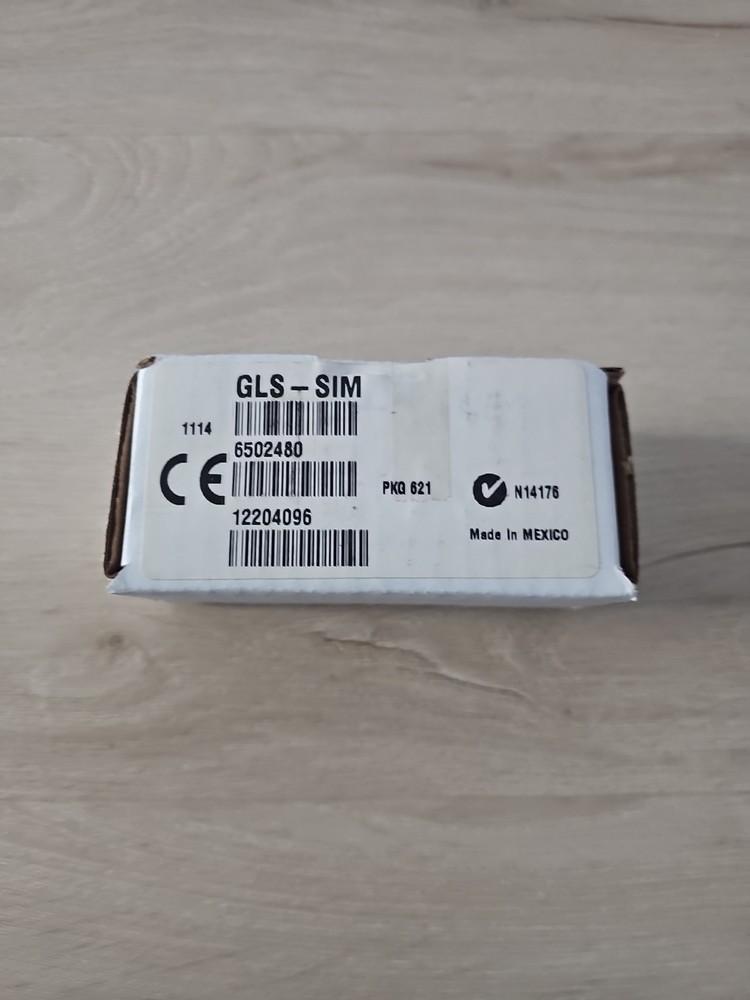 GLS-SIM
1114
6502480
CE
PKG 621
N14176
12204096
Made in MEXICO